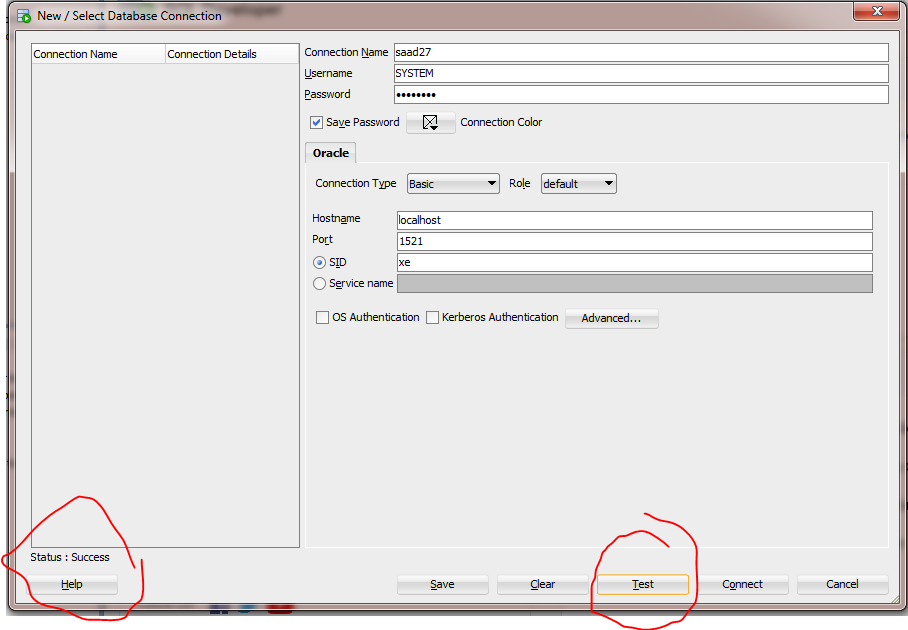 New / Select Database Connection
Connection Name Connection Details
Connection Name saad27
Username SYSTEM
Password ••••••••
Save Password Connection Color
Oracle
Connection Type Basic Role default
Hostname localhost
Port 1521
SID xe
Service name
OS Authentication Kerberos Authentication Advanced...
Status : Success
Help Save Clear Test Connect Cancel